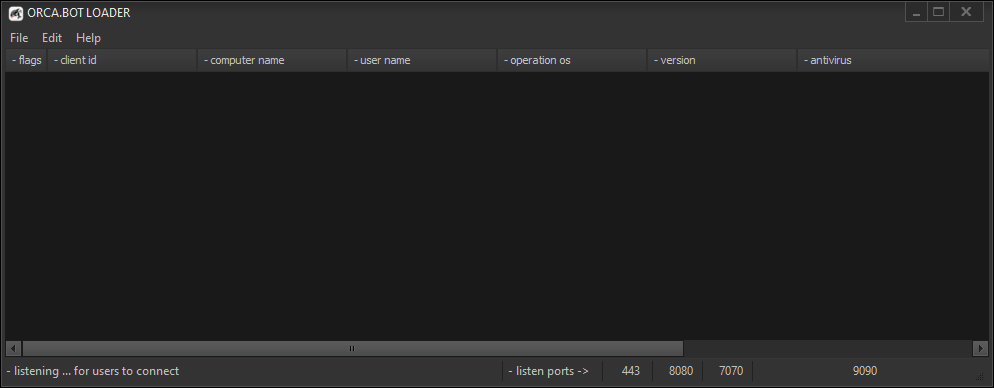 ORCA.BOT LOADER
File Edit Help
- flags - client id - computer name - user name - operation os - version - antivirus
- listening ... for users to connect - listen ports -> 443 8080 7070 9090